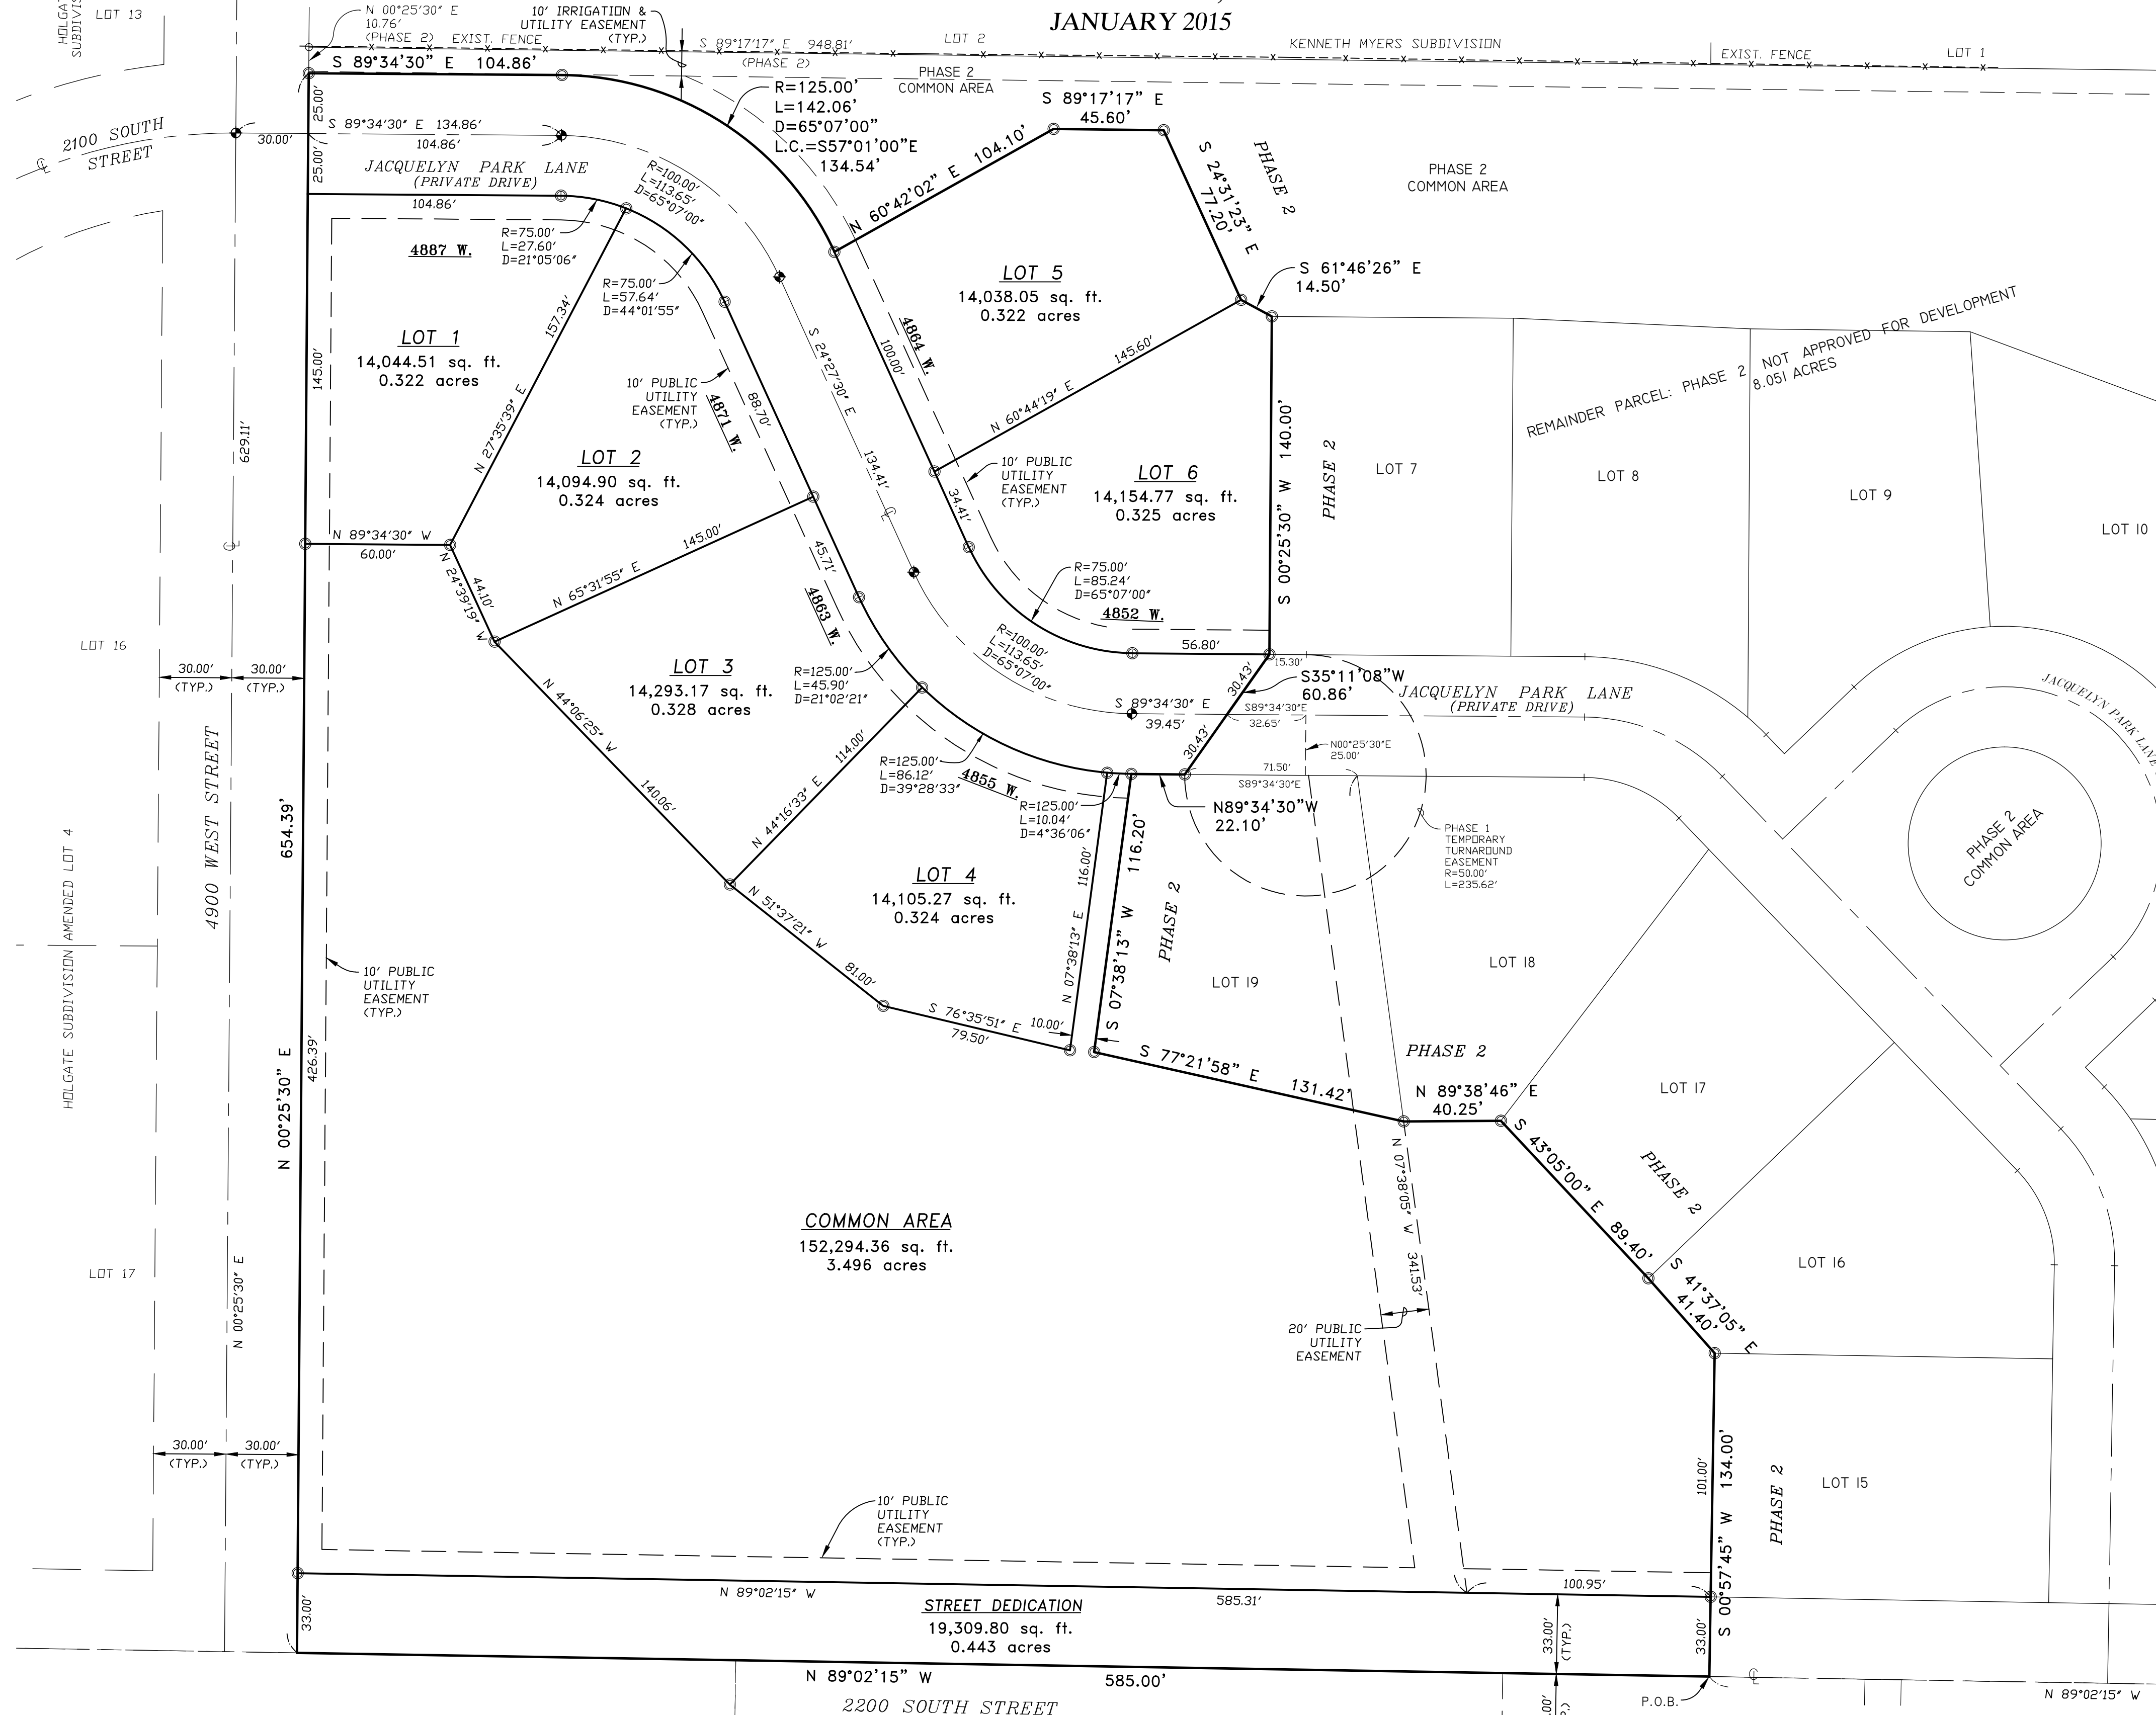 JANUARY 2015
HOLGAT
SUBDIVIS
LOT 13
N 00°25'30" E
10.76'
(PHASE 2)
EXIST. FENCE
10' IRRIGATION &
UTILITY EASEMENT
(TYP.)
S 89°17'17" E 948.81'
(PHASE 2)
LOT 2
KENNETH MYERS SUBDIVISION
EXIST. FENCE
LOT 1
S 89°34'30" E 104.86'
PHASE 2
COMMON AREA
R=125.00'
L=142.06'
D=65°07'00"
L.C.=S57°01'00"E
134.54'
S 89°17'17" E
45.60'
N 60°42'02" E 104.10'
S 24°31'23" E
77.20'
PHASE 2
PHASE 2
COMMON AREA
2100 SOUTH
STREET
30.00'
25.00'
25.00'
S 89°34'30" E 134.86'
104.86'
JACQUELYN PARK LANE
(PRIVATE DRIVE)
104.86'
R=100.00'
L=113.65'
D=65°07'00"
R=75.00'
L=27.60'
D=21°05'06"
4887 W.
R=75.00'
L=57.64'
D=44°01'55"
LOT 1
14,044.51 sq. ft.
0.322 acres
145.00'
157.34'
N 27°35'39" E
10' PUBLIC
UTILITY
EASEMENT
(TYP.)
4871 W.
88.70'
S 24°27'30" E
134.41'
100.00'
4864 W.
LOT 5
14,038.05 sq. ft.
0.322 acres
S 61°46'26" E
14.50'
145.60'
N 60°44'19" E
REMAINDER PARCEL: PHASE 2 NOT APPROVED FOR DEVELOPMENT
8.051 ACRES
629.11'
LOT 2
14,094.90 sq. ft.
0.324 acres
10' PUBLIC
UTILITY
EASEMENT
(TYP.)
LOT 6
14,154.77 sq. ft.
0.325 acres
S 00°25'30" W 140.00'
PHASE 2
LOT 7
LOT 8
LOT 9
LOT 10
N 89°34'30" W
60.00'
N 24°39'19" W
44.10'
145.00'
N 65°31'55" E
45.71'
4863 W.
34.41'
R=75.00'
L=85.24'
D=65°07'00"
4852 W.
56.80'
LOT 16
30.00'
(TYP.)
30.00'
(TYP.)
LOT 3
14,293.17 sq. ft.
0.328 acres
R=125.00'
L=45.90'
D=21°02'21"
R=100.00'
L=113.65'
D=65°07'00"
15.30'
30.43'
S35°11'08"W
60.86'
JACQUELYN PARK LANE
(PRIVATE DRIVE)
JACQUELYN PARK LANE
S 89°34'30" E
39.45'
S89°34'30"E
32.65'
30.43'
N00°25'30"E
25.00'
71.50'
S89°34'30"E
N 44°06'25" W
140.06'
114.00'
N 44°16'33" E
R=125.00'
L=86.12'
D=39°28'33"
4855 W.
R=125.00'
L=10.04'
D=4°36'06"
N89°34'30"W
22.10'
PHASE 1
TEMPORARY
TURNAROUND
EASEMENT
R=50.00'
L=235.62'
PHASE 2
COMMON AREA
4900 WEST STREET
654.39'
HOLGATE SUBDIVISION AMENDED LOT 4
LOT 4
14,105.27 sq. ft.
0.324 acres
116.00'
N 07°38'13" E
116.20'
S 07°38'13" W
PHASE 2
N 51°37'21" W
81.00'
S 76°35'51" E
79.50'
10.00'
LOT 19
LOT 18
10' PUBLIC
UTILITY
EASEMENT
(TYP.)
S 77°21'58" E 131.42'
PHASE 2
N 89°38'46" E
40.25'
LOT 17
426.39'
N 00°25'30" E
N 07°38'05" W 341.53'
S 43°05'00" E 89.40'
PHASE 2
S 41°37'05" E
41.40'
LOT 16
COMMON AREA
152,294.36 sq. ft.
3.496 acres
LOT 17
N 00°25'30" E
20' PUBLIC
UTILITY
EASEMENT
30.00'
(TYP.)
30.00'
(TYP.)
10' PUBLIC
UTILITY
EASEMENT
(TYP.)
101.00'
S 00°57'45" W 134.00'
PHASE 2
LOT 15
N 89°02'15" W
585.31'
100.95'
33.00'
STREET DEDICATION
19,309.80 sq. ft.
0.443 acres
33.00'
(TYP.)
33.00'
N 89°02'15" W
585.00'
2200 SOUTH STREET
P.O.B.
N 89°02'15" W